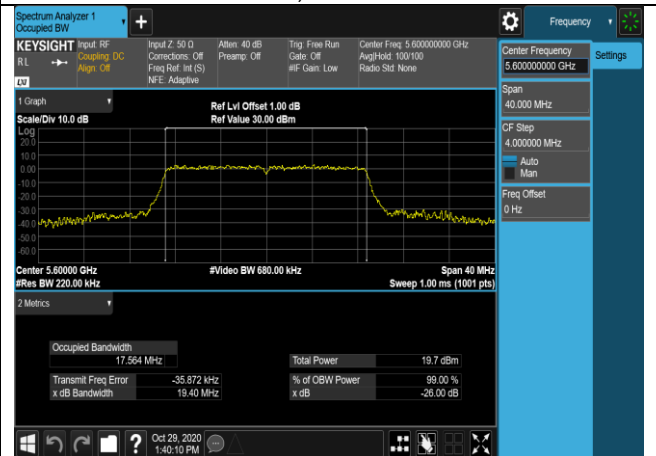 Spectrum Analyzer 1
Occupied BW
Frequency
KEYSIGHT
RL
LXI
Input: RF
Coupling: DC
Align: Off
Input Z: 50 Ω
Corrections: Off
Freq Ref: Int (S)
NFE: Adaptive
Atten: 40 dB
Preamp: Off
Trig: Free Run
Gate: Off
#IF Gain: Low
Center Freq: 5.600000000 GHz
Avg|Hold: 100/100
Radio Std: None
Center Frequency
5.600000000 GHz
Settings
Span
40.000 MHz
CF Step
4.000000 MHz
Auto
Man
Freq Offset
0 Hz
1 Graph
Scale/Div 10.0 dB
Ref Lvl Offset 1.00 dB
Ref Value 30.00 dBm
Log
20.0
10.0
0.00
-10.0
-20.0
-30.0
-40.0
-50.0
-60.0
Center 5.60000 GHz
#Video BW 680.00 kHz
Span 40 MHz
#Res BW 220.00 kHz
Sweep 1.00 ms (1001 pts)
2 Metrics
Occupied Bandwidth
17.564 MHz
Total Power 19.7 dBm
Transmit Freq Error -35.872 kHz
% of OBW Power 99.00 %
x dB Bandwidth 19.40 MHz
x dB -26.00 dB
?
Oct 29, 2020
1:40:10 PM